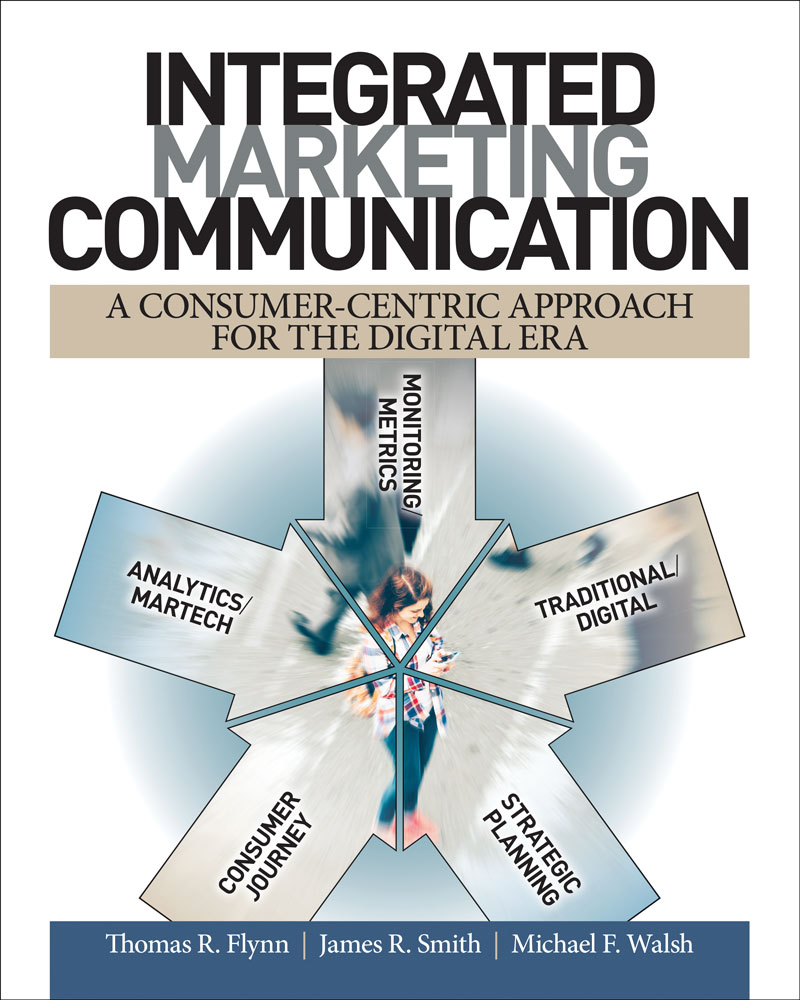 INTEGRATED
MARKETING
COMMUNICATION
A CONSUMER-CENTRIC APPROACH
FOR THE DIGITAL ERA
MONITORING/
METRICS
ANALYTICS/
MARTECH
TRADITIONAL/
DIGITAL
CONSUMER
JOURNEY
STRATEGIC
PLANNING
Thomas R. Flynn | James R. Smith | Michael F. Walsh